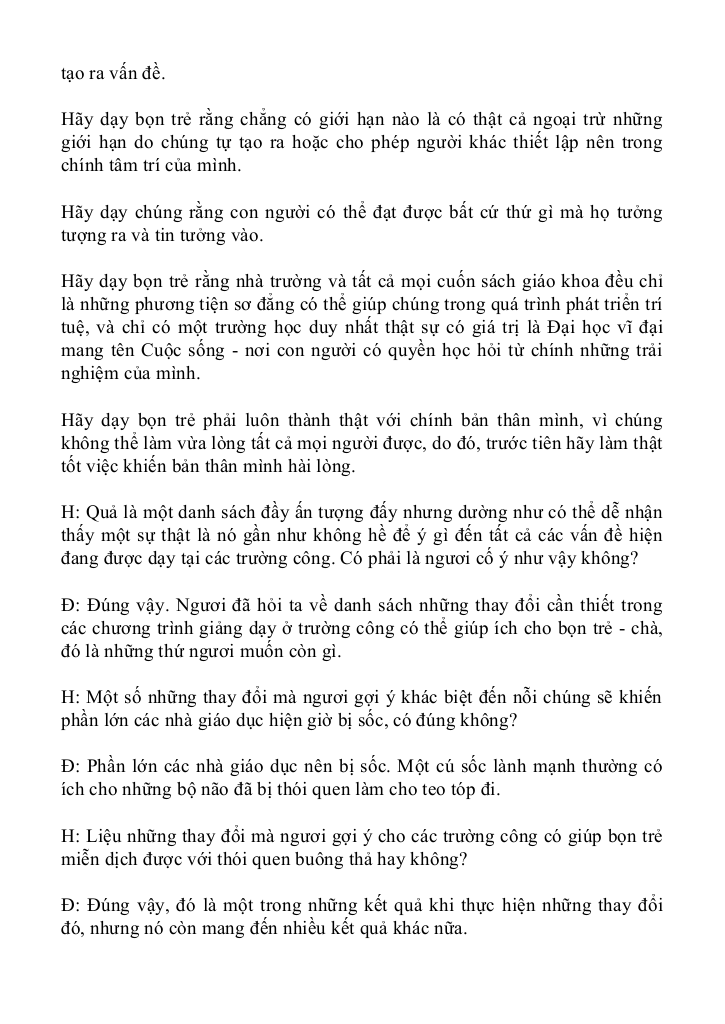 tạo ra vấn đề.
Hãy dạy bọn trẻ rằng chẳng có giới hạn nào là có thật cả ngoại trừ những
giới hạn do chúng tự tạo ra hoặc cho phép người khác thiết lập nên trong
chính tâm trí của mình.
Hãy dạy chúng rằng con người có thể đạt được bất cứ thứ gì mà họ tưởng
tượng ra và tin tưởng vào.
Hãy dạy bọn trẻ rằng nhà trường và tất cả mọi cuốn sách giáo khoa đều chỉ
là những phương tiện sơ đẳng có thể giúp chúng trong quá trình phát triển trí
tuệ, và chỉ có một trường học duy nhất thật sự có giá trị là Đại học vĩ đại
mang tên Cuộc sống - nơi con người có quyền học hỏi từ chính những trải
nghiệm của mình.
Hãy dạy bọn trẻ phải luôn thành thật với chính bản thân mình, vì chúng
không thể làm vừa lòng tất cả mọi người được, do đó, trước tiên hãy làm thật
tốt việc khiến bản thân mình hài lòng.
H: Quả là một danh sách đầy ấn tượng đấy nhưng dường như có thể dễ nhận
thấy một sự thật là nó gần như không hề để ý gì đến tất cả các vấn đề hiện
đang được dạy tại các trường công. Có phải là ngươi cố ý như vậy không?
Đ: Đúng vậy. Ngươi đã hỏi ta về danh sách những thay đổi cần thiết trong
các chương trình giảng dạy ở trường công có thể giúp ích cho bọn trẻ - chà,
đó là những thứ ngươi muốn còn gì.
H: Một số những thay đổi mà ngươi gợi ý khác biệt đến nỗi chúng sẽ khiến
phần lớn các nhà giáo dục hiện giờ bị sốc, có đúng không?
Đ: Phần lớn các nhà giáo dục nên bị sốc. Một cú sốc lành mạnh thường có
ích cho những bộ não đã bị thói quen làm cho teo tóp đi.
H: Liệu những thay đổi mà ngươi gợi ý cho các trường công có giúp bọn trẻ
miễn dịch được với thói quen buông thả hay không?
Đ: Đúng vậy, đó là một trong những kết quả khi thực hiện những thay đổi
đó, nhưng nó còn mang đến nhiều kết quả khác nữa.